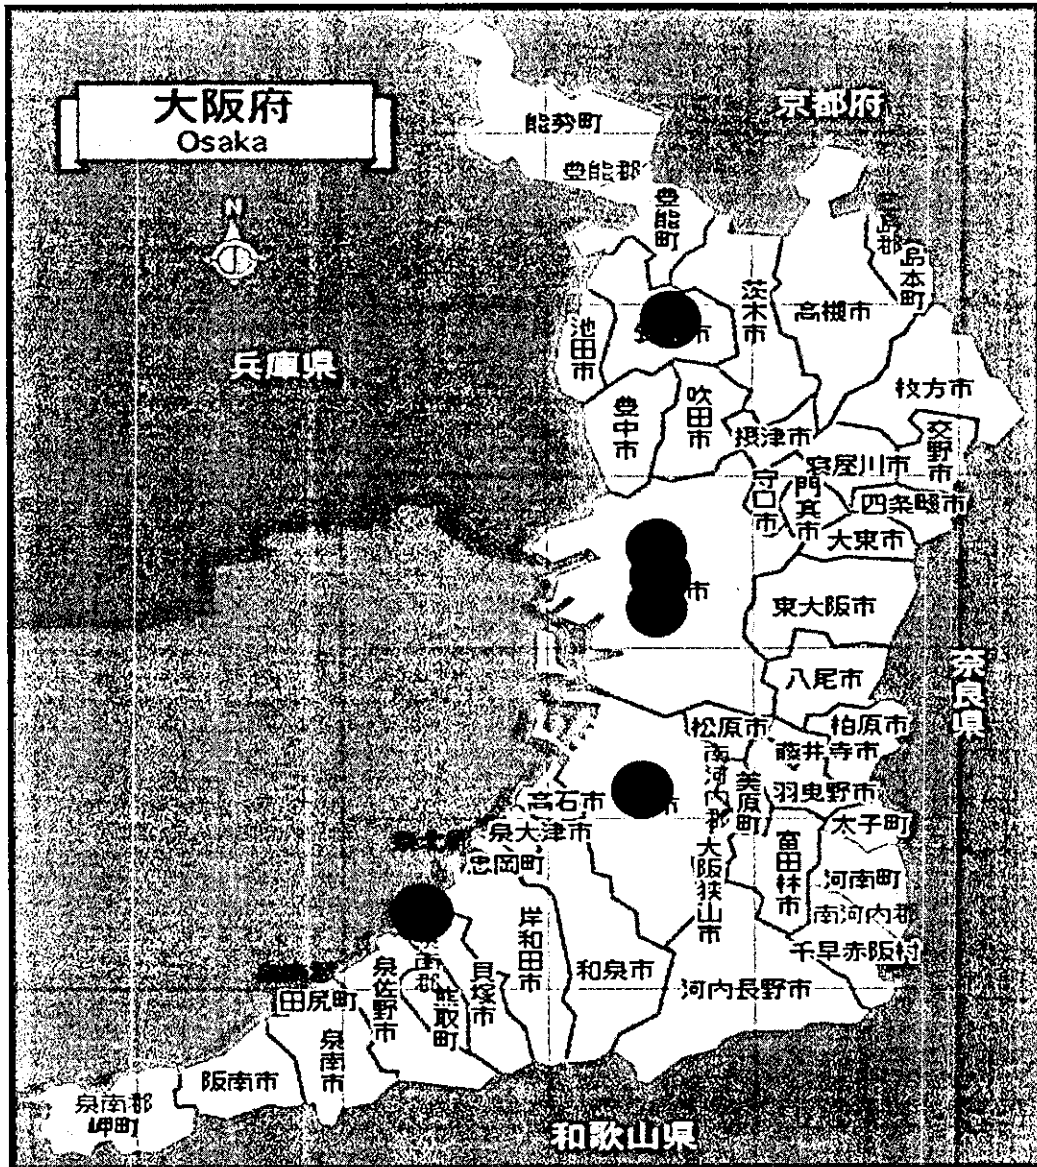 大阪府
Osaka
N
京都府
能勢町
豊能郡
豊能町
島本町
茨木市
高槻市
池田市
兵庫県
枚方市
吹田市
豊中市
摂津市
交野市
寝屋川市
守口市
門真市
四条畷市
大東市
市
東大阪市
八尾市
奈良県
松原市
柏原市
藤井寺市
南河内郡
美原町
羽曳野市
市
高石市
太子町
泉大津市
忠岡町
大阪狭山市
富田林市
河南町
南河内郡
岸和田市
千早赤阪村
和泉市
貝塚市
泉佐野市
熊取町
河内長野市
田尻町
泉南市
阪南市
泉南郡
岬町
和歌山県